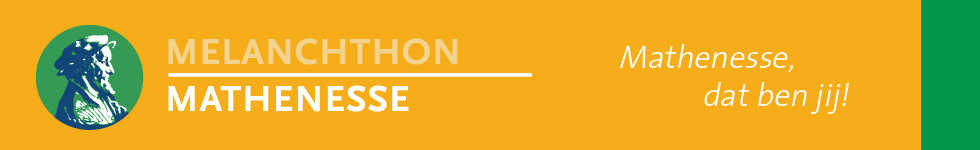 MELANCHTHON
MATHENESSE
Mathenesse,
dat ben jij!